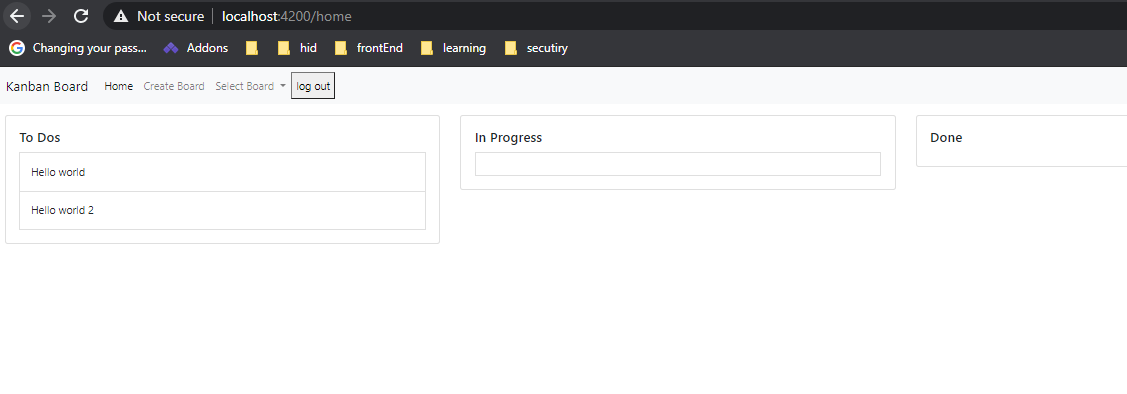 Not secure localhost:4200/home
Changing your pass... Addons hid frontEnd learning secutiry
Kanban Board Home Create Board Select Board log out
To Dos In Progress Done
Hello world
Hello world 2